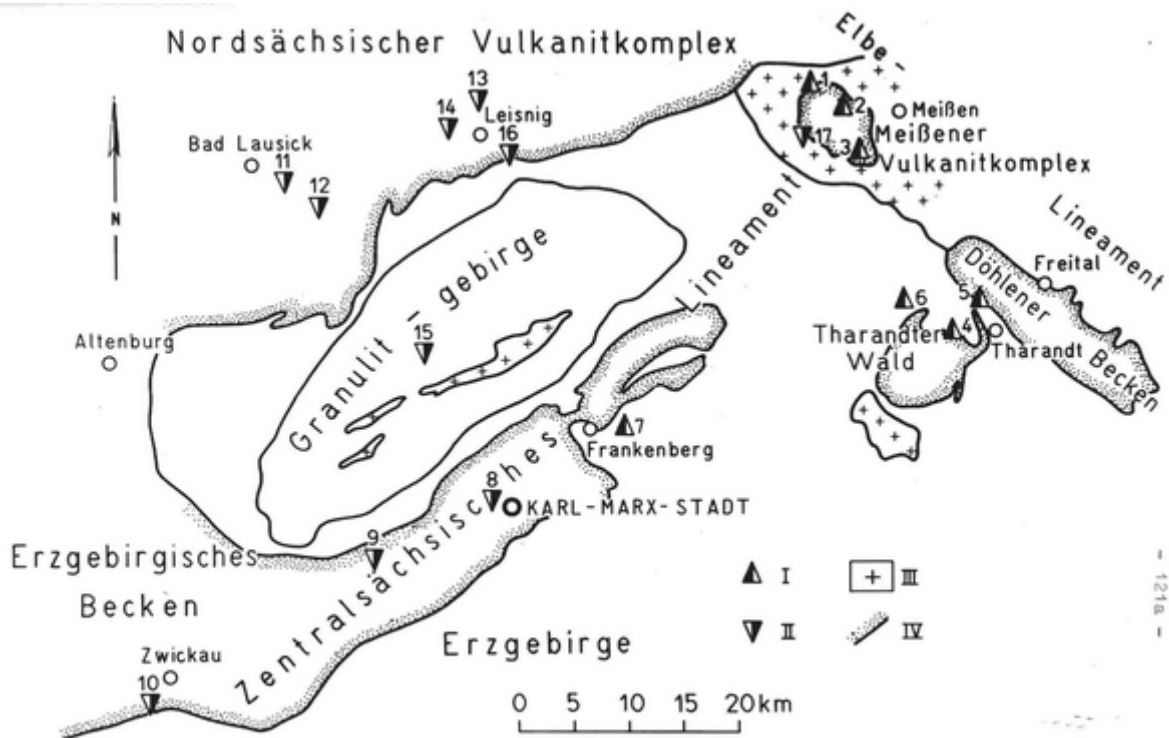 Nordsächsischer Vulkanitkomplex
Elbe-
13
14
Leisnig
16
Bad Lausick
11
12
1
2
Meißen
17
3
Meißener
Vulkanitkomplex
N
Lineament
Lineament
Granulit-gebirge
15
Altenburg
Döhlener
Becken
Freital
6
5
4
Tharandter
Wald
Tharandt
7
Frankenberg
8
KARL-MARX-STADT
Zentralsächsisches
9
Erzgebirgisches
Becken
Zwickau
10
Erzgebirge
I
II
III
IV
0 5 10 15 20km
- 121a -